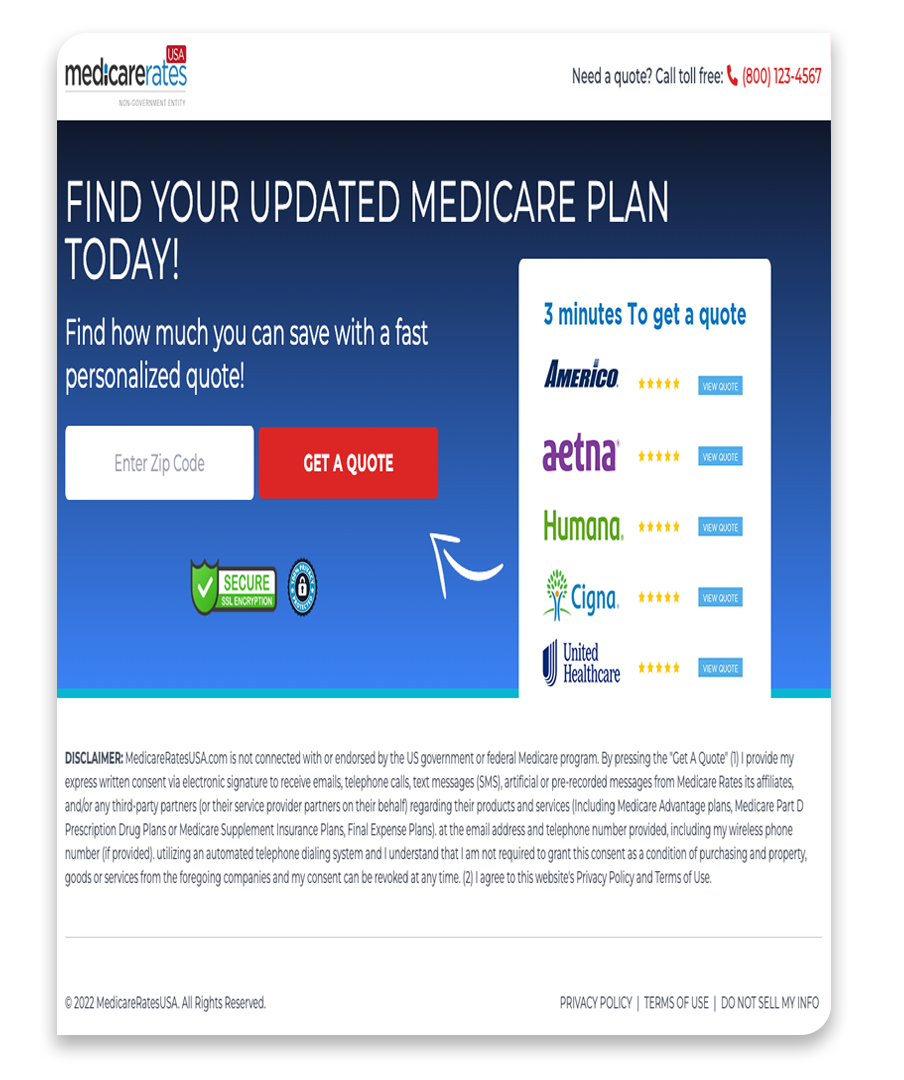 medicarerates USA
NON-GOVERNMENT ENTITY
Need a quote? Call toll free: (800) 123-4567
FIND YOUR UPDATED MEDICARE PLAN
TODAY!
Find how much you can save with a fast
personalized quote!
Enter Zip Code
GET A QUOTE
SECURE
SSL ENCRYPTION
100% PRIVACY
PROTECTED
3 minutes To get a quote
AMERICO
VIEW QUOTE
aetna
VIEW QUOTE
Humana.
VIEW QUOTE
Cigna
VIEW QUOTE
United
Healthcare
VIEW QUOTE
DISCLAIMER: MedicareRatesUSA.com is not connected with or endorsed by the US government or federal Medicare program. By pressing the "Get A Quote" (1) I provide my
express written consent via electronic signature to receive emails, telephone calls, text messages (SMS), artificial or pre-recorded messages from Medicare Rates its affiliates,
and/or any third-party partners (or their service provider partners on their behalf) regarding their products and services (Including Medicare Advantage plans, Medicare Part D
Prescription Drug Plans or Medicare Supplement Insurance Plans, Final Expense Plans). at the email address and telephone number provided, including my wireless phone
number (if provided). utilizing an automated telephone dialing system and I understand that I am not required to grant this consent as a condition of purchasing and property,
goods or services from the foregoing companies and my consent can be revoked at any time. (2) I agree to this website's Privacy Policy and Terms of Use.
© 2022 MedicareRatesUSA. All Rights Reserved.
PRIVACY POLICY | TERMS OF USE | DO NOT SELL MY INFO